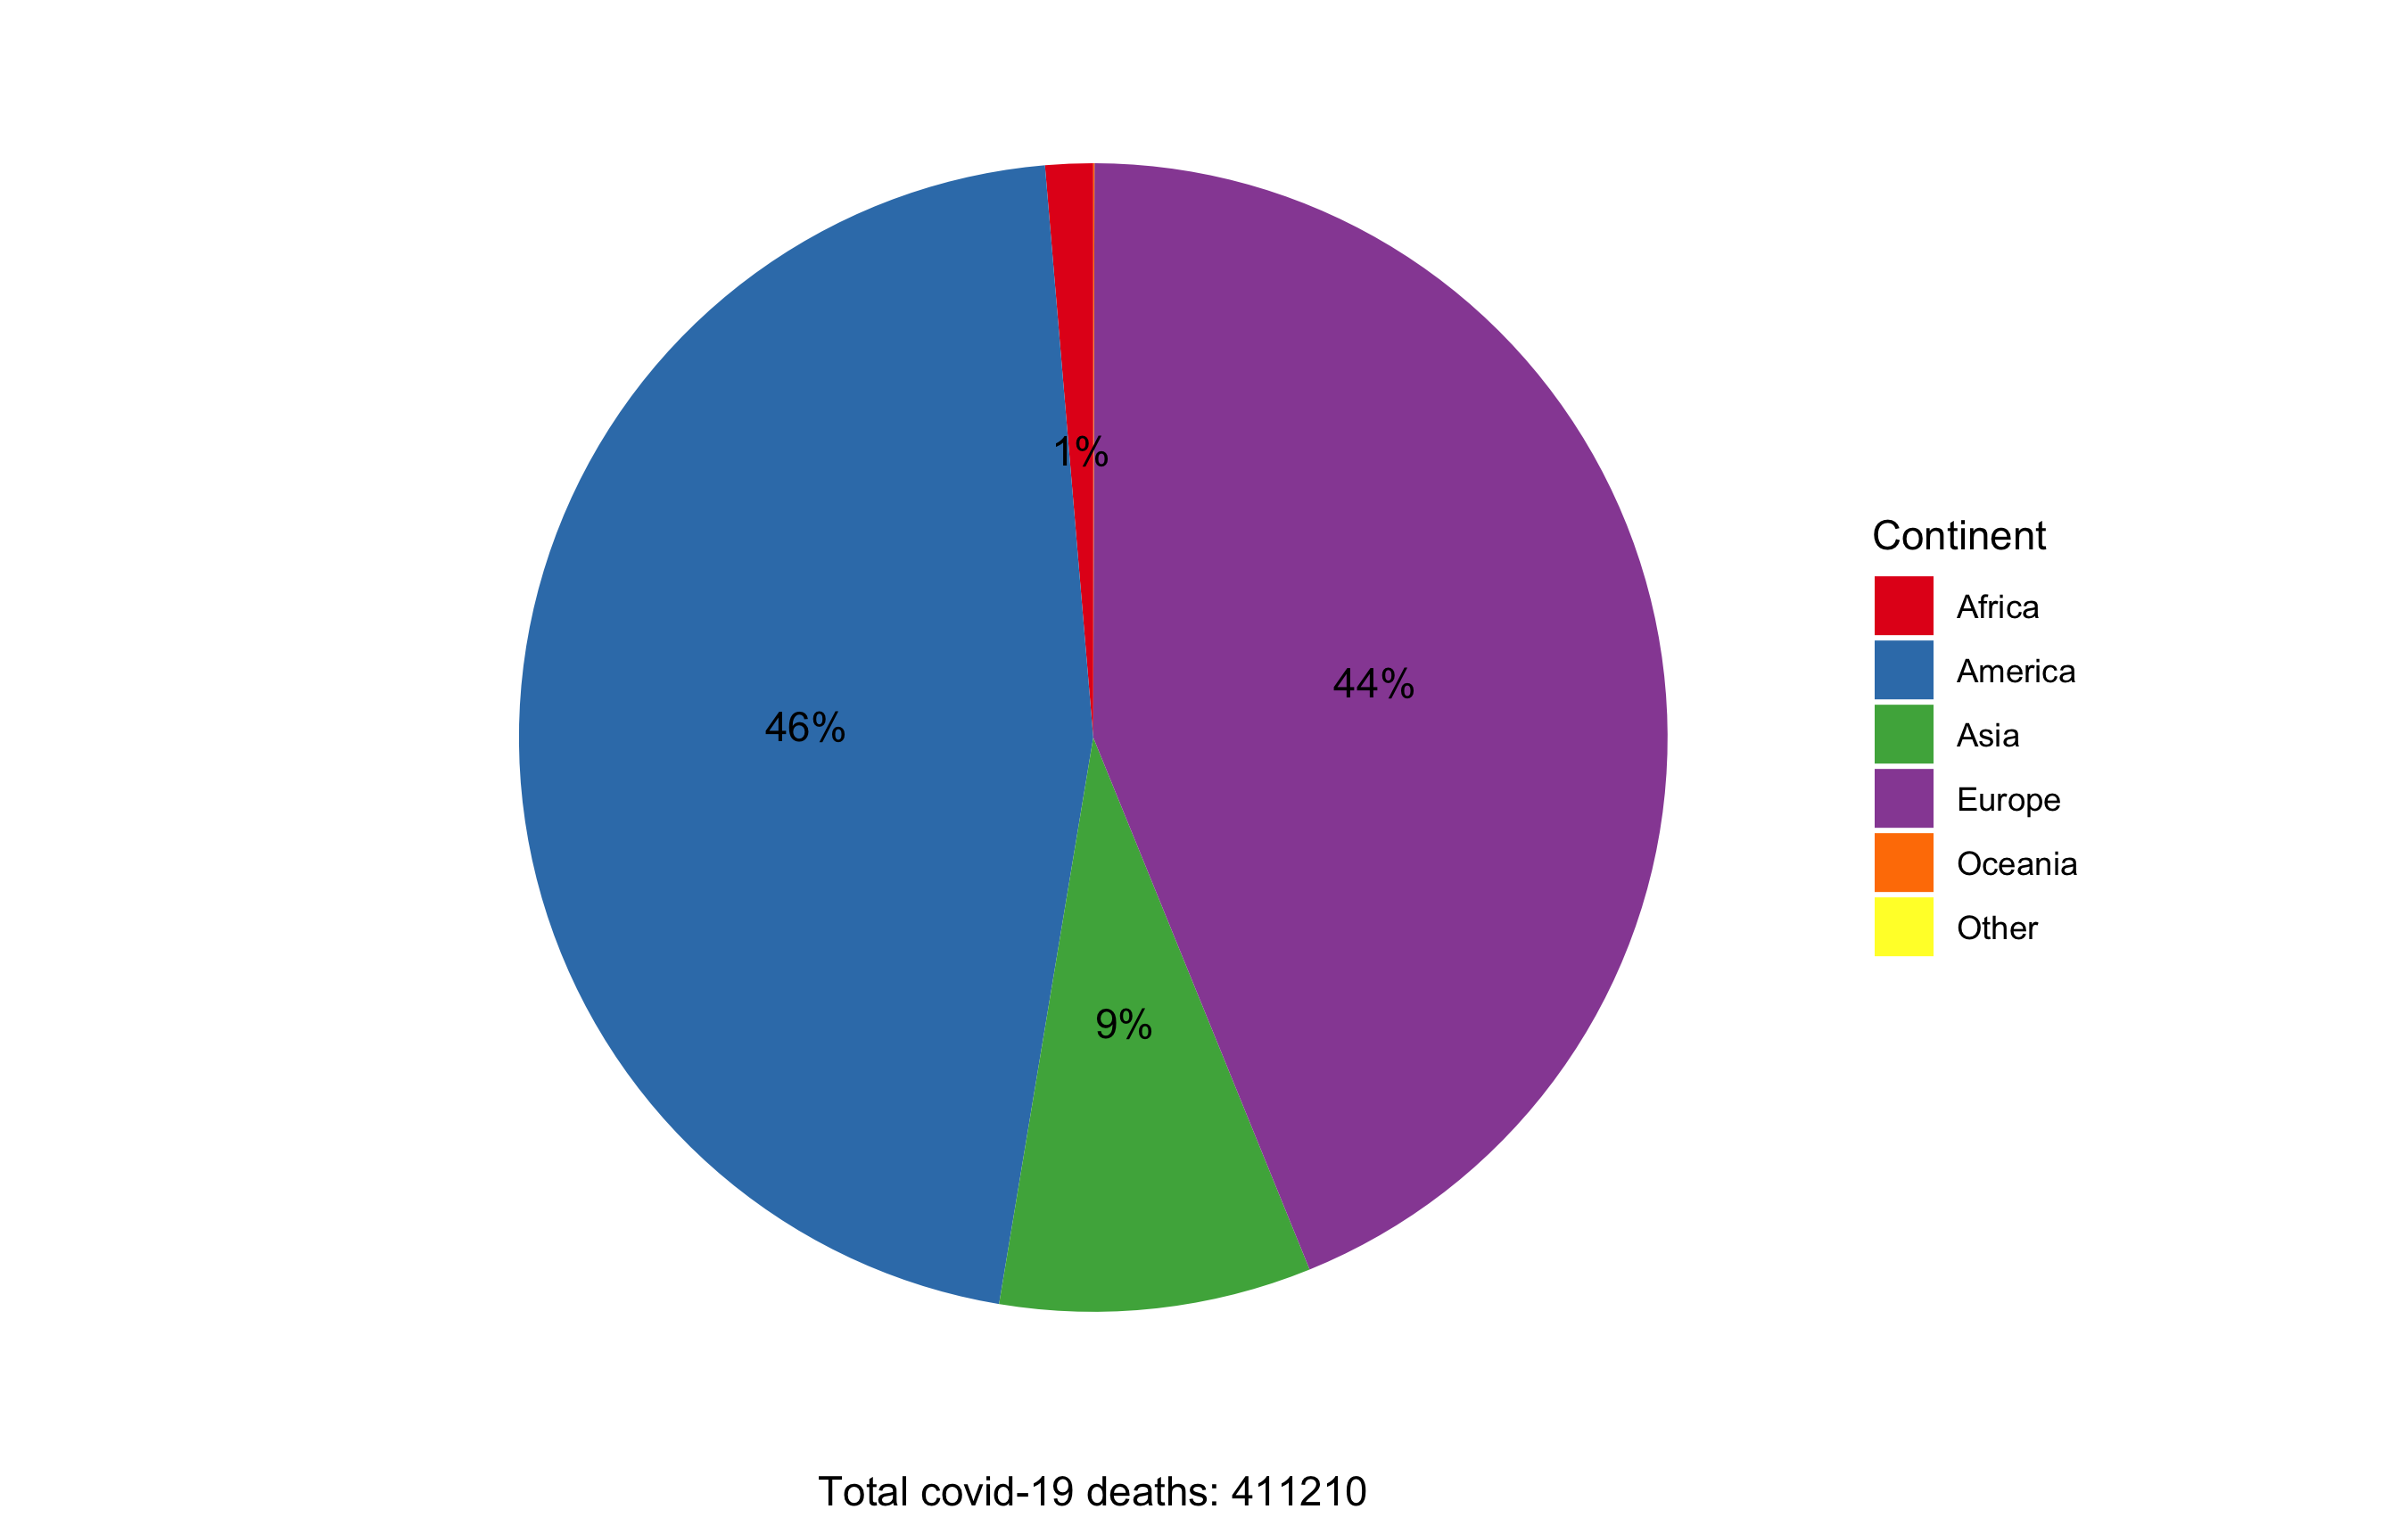 1%
44%
46%
9%
Continent
Africa
America
Asia
Europe
Oceania
Other
Total covid-19 deaths: 411210